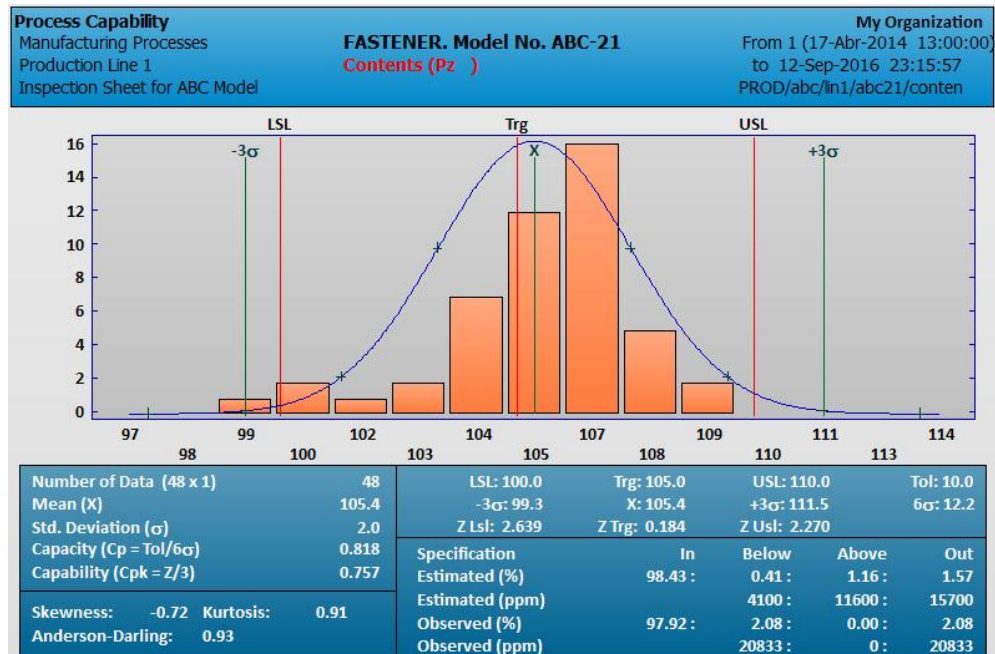 Process Capability
Manufacturing Processes
Production Line 1
Inspection Sheet for ABC Model
FASTENER. Model No. ABC-21
Contents (Pz )
My Organization
From 1 (17-Abr-2014 13:00:00)
to 12-Sep-2016 23:15:57
PROD/abc/lin1/abc21/conten
LSL Trg USL
-3σ X +3σ
16
14
12
10
8
6
4
2
0
97 99 102 104 107 109 111 114
98 100 103 105 108 110 113
Number of Data (48 x 1) 48
Mean (X) 105.4
Std. Deviation (σ) 2.0
Capacity (Cp = Tol/6σ) 0.818
Capability (Cpk = Z/3) 0.757
Skewness: -0.72 Kurtosis: 0.91
Anderson-Darling: 0.93
LSL: 100.0 Trg: 105.0 USL: 110.0 Tol: 10.0
-3σ: 99.3 X: 105.4 +3σ: 111.5 6σ: 12.2
Z Lsl: 2.639 Z Trg: 0.184 Z Usl: 2.270
Specification In Below Above Out
Estimated (%) 98.43 : 0.41 : 1.16 : 1.57
Estimated (ppm) 4100 : 11600 : 15700
Observed (%) 97.92 : 2.08 : 0.00 : 2.08
Observed (ppm) 20833 : 0: 20833